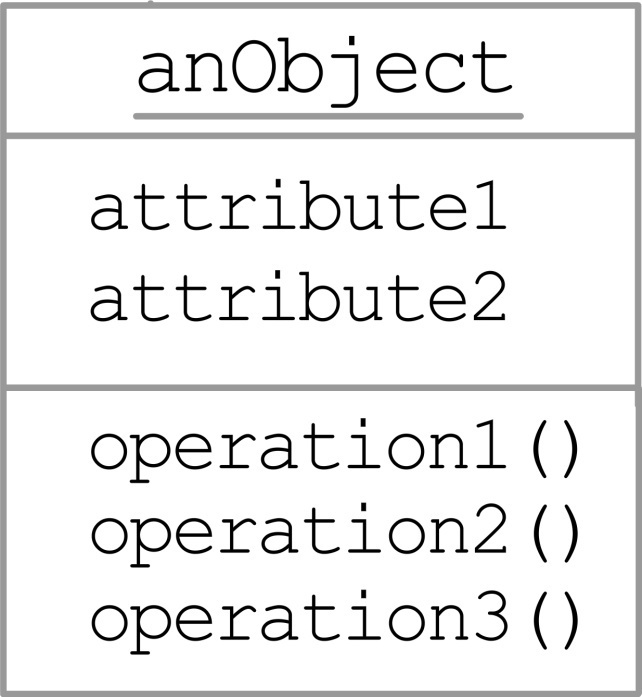 anObject
attribute1
attribute2
operation1()
operation2()
operation3()